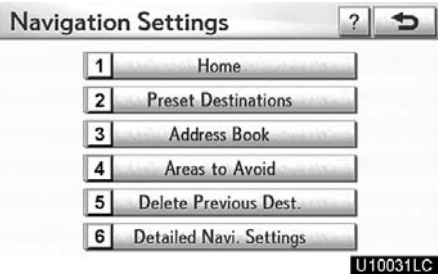 Navigation Settings ?
1 Home
2 Preset Destinations
3 Address Book
4 Areas to Avoid
5 Delete Previous Dest.
6 Detailed Navi. Settings
U10031LC